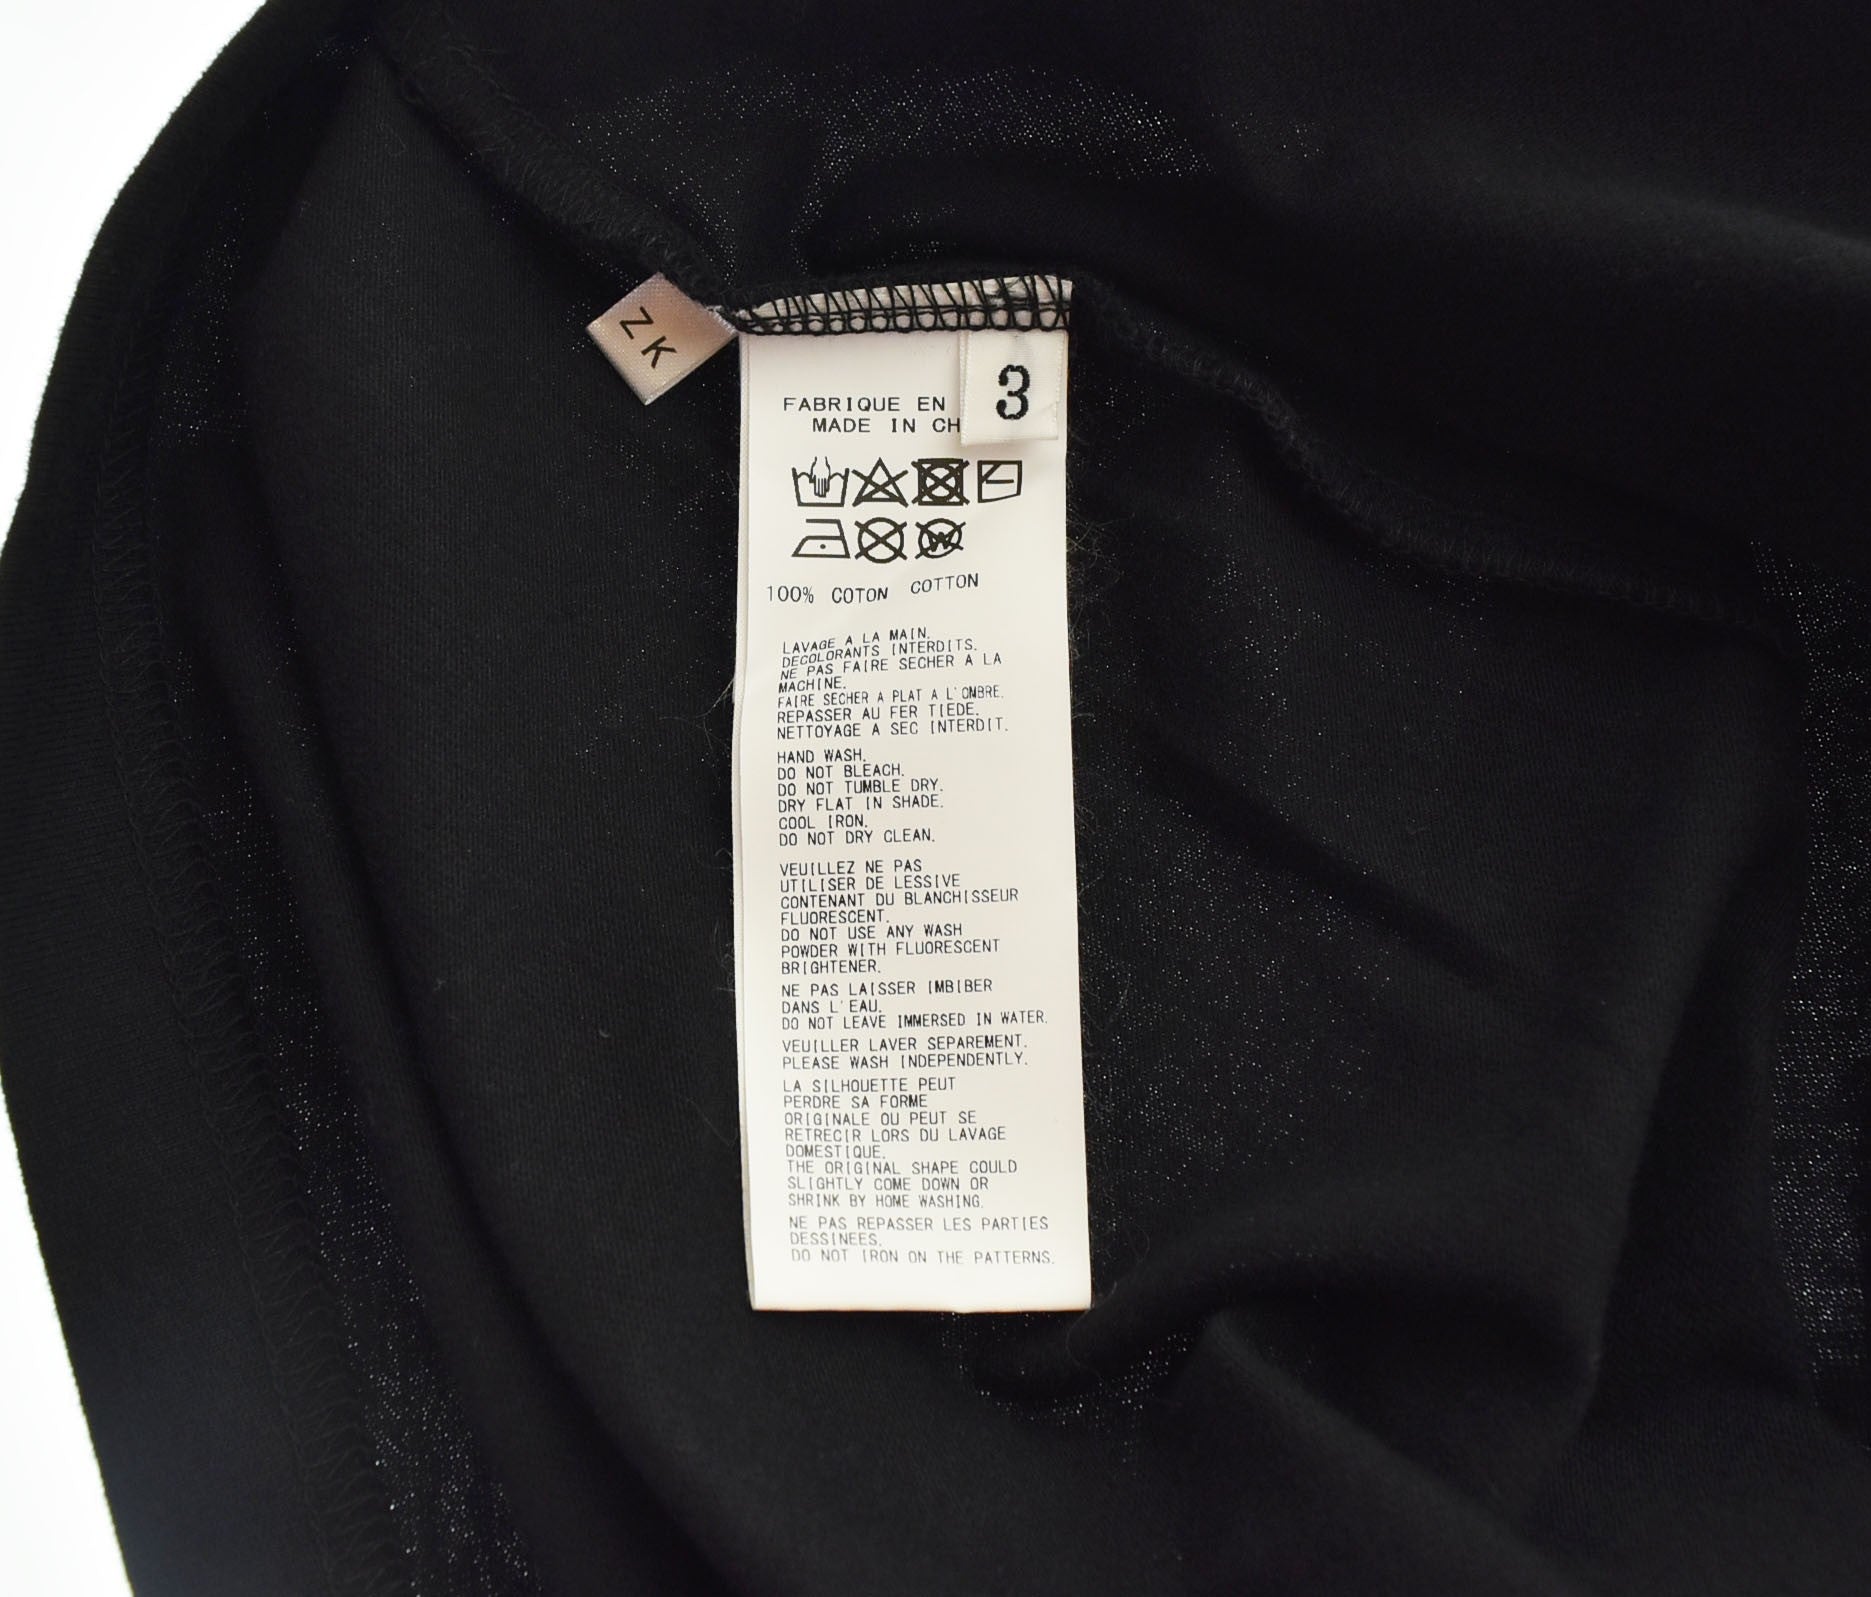 ZK
3
FABRIQUE EN
MADE IN CH
W
100% COTON COTTON
LAVAGE A LA MAIN.
DECOLORANTS INTERDITS.
NE PAS FAIRE SECHER A LA
MACHINE.
FAIRE SECHER A PLAT A L'OMBRE.
REPASSER AU FER TIEDE.
NETTOYAGE A SEC INTERDIT.
HAND WASH.
DO NOT BLEACH.
DO NOT TUMBLE DRY.
DRY FLAT IN SHADE.
COOL IRON.
DO NOT DRY CLEAN.
VEUILLEZ NE PAS
UTILISER DE LESSIVE
CONTENANT DU BLANCHISSEUR
FLUORESCENT.
DO NOT USE ANY WASH
POWDER WITH FLUORESCENT
BRIGHTENER.
NE PAS LAISSER IMBIBER
DANS L'EAU.
DO NOT LEAVE IMMERSED IN WATER.
VEUILLER LAVER SEPAREMENT.
PLEASE WASH INDEPENDENTLY.
LA SILHOUETTE PEUT
PERDRE SA FORME
ORIGINALE OU PEUT SE
RETRECIR LORS DU LAVAGE
DOMESTIQUE.
THE ORIGINAL SHAPE COULD
SLIGHTLY COME DOWN OR
SHRINK BY HOME WASHING.
NE PAS REPASSER LES PARTIES
DESSINEES.
DO NOT IRON ON THE PATTERNS.